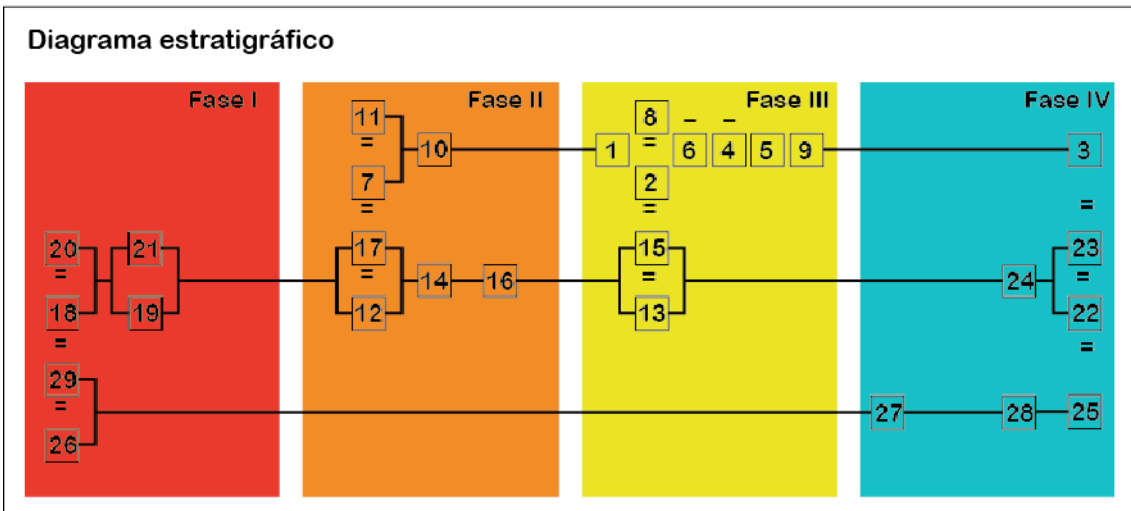 Diagrama estratigráfico
Fase I Fase II Fase III Fase IV
11 8 – –
= =
10 1 6 4 5 9 3
7 2
= = =
20 21 17 15 23
= = = =
14 16 24
18 19 12 13 22
= =
29
=
27 28 25
26